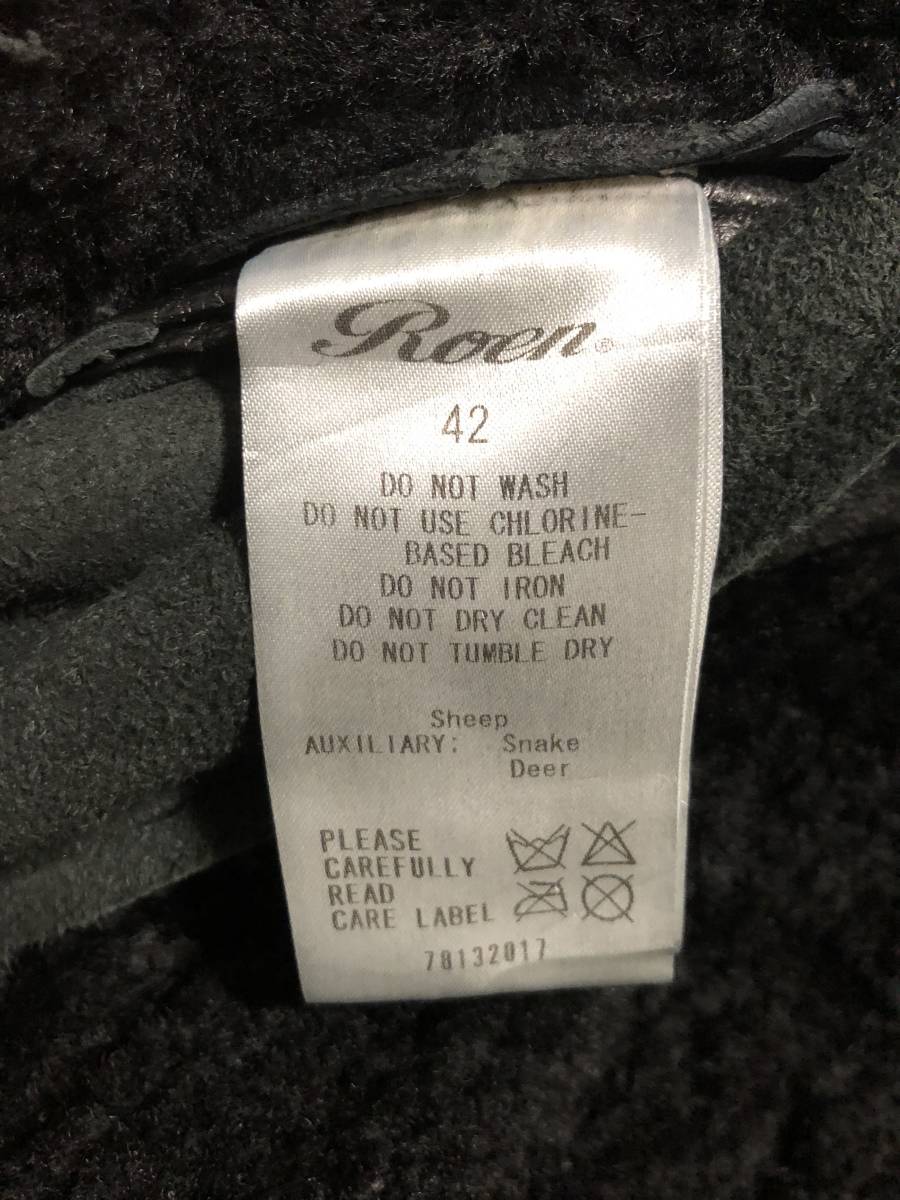 Roen®
42
DO NOT WASH
DO NOT USE CHLORINE-
BASED BLEACH
DO NOT IRON
DO NOT DRY CLEAN
DO NOT TUMBLE DRY
Sheep
AUXILIARY: Snake
Deer
PLEASE
CAREFULLY
READ
CARE LABEL
78132017